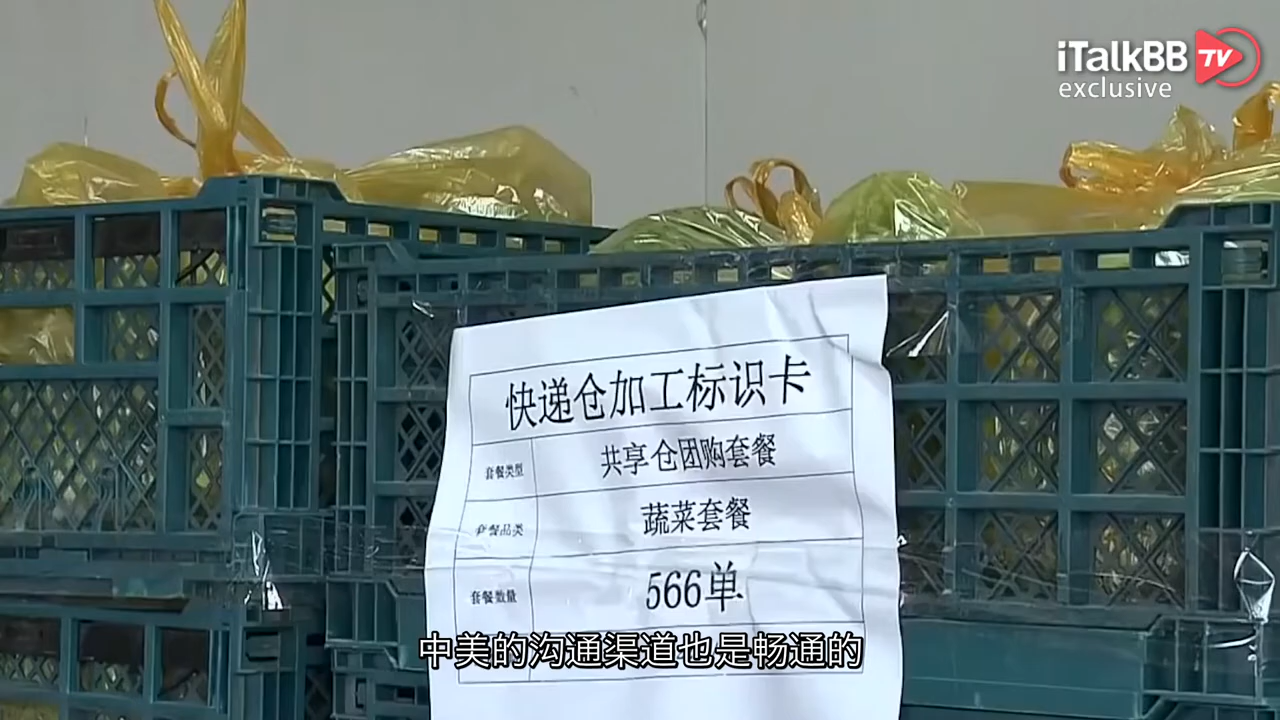 iTalkBB TV
exclusive
快递仓加工标识卡
套餐类型 共享仓团购套餐
套餐品类 蔬菜套餐
套餐数量 566单
中美的沟通渠道也是畅通的